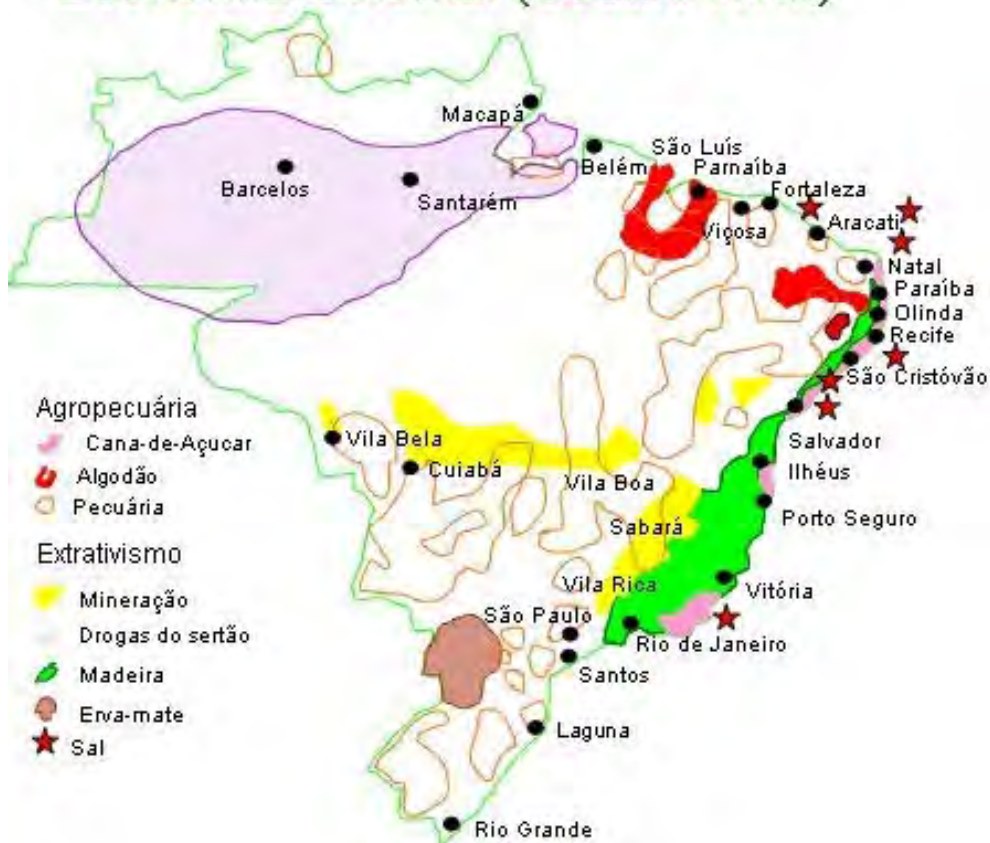 Macapá
São Luís
Belém
Parnaíba
Fortaleza
Barcelos
Santarém
Viçosa
Aracati
Natal
Paraíba
Olinda
Recife
São Cristóvão
Agropecuária
Cana-de-Açucar
Algodão
Pecuária
Vila Bela
Cuiabá
Vila Boa
Salvador
Ilhéus
Sabará
Porto Seguro
Extrativismo
Mineração
Drogas do sertão
Madeira
Erva-mate
Sal
Vila Rica
Vitória
São Paulo
Rio de Janeiro
Santos
Laguna
Rio Grande